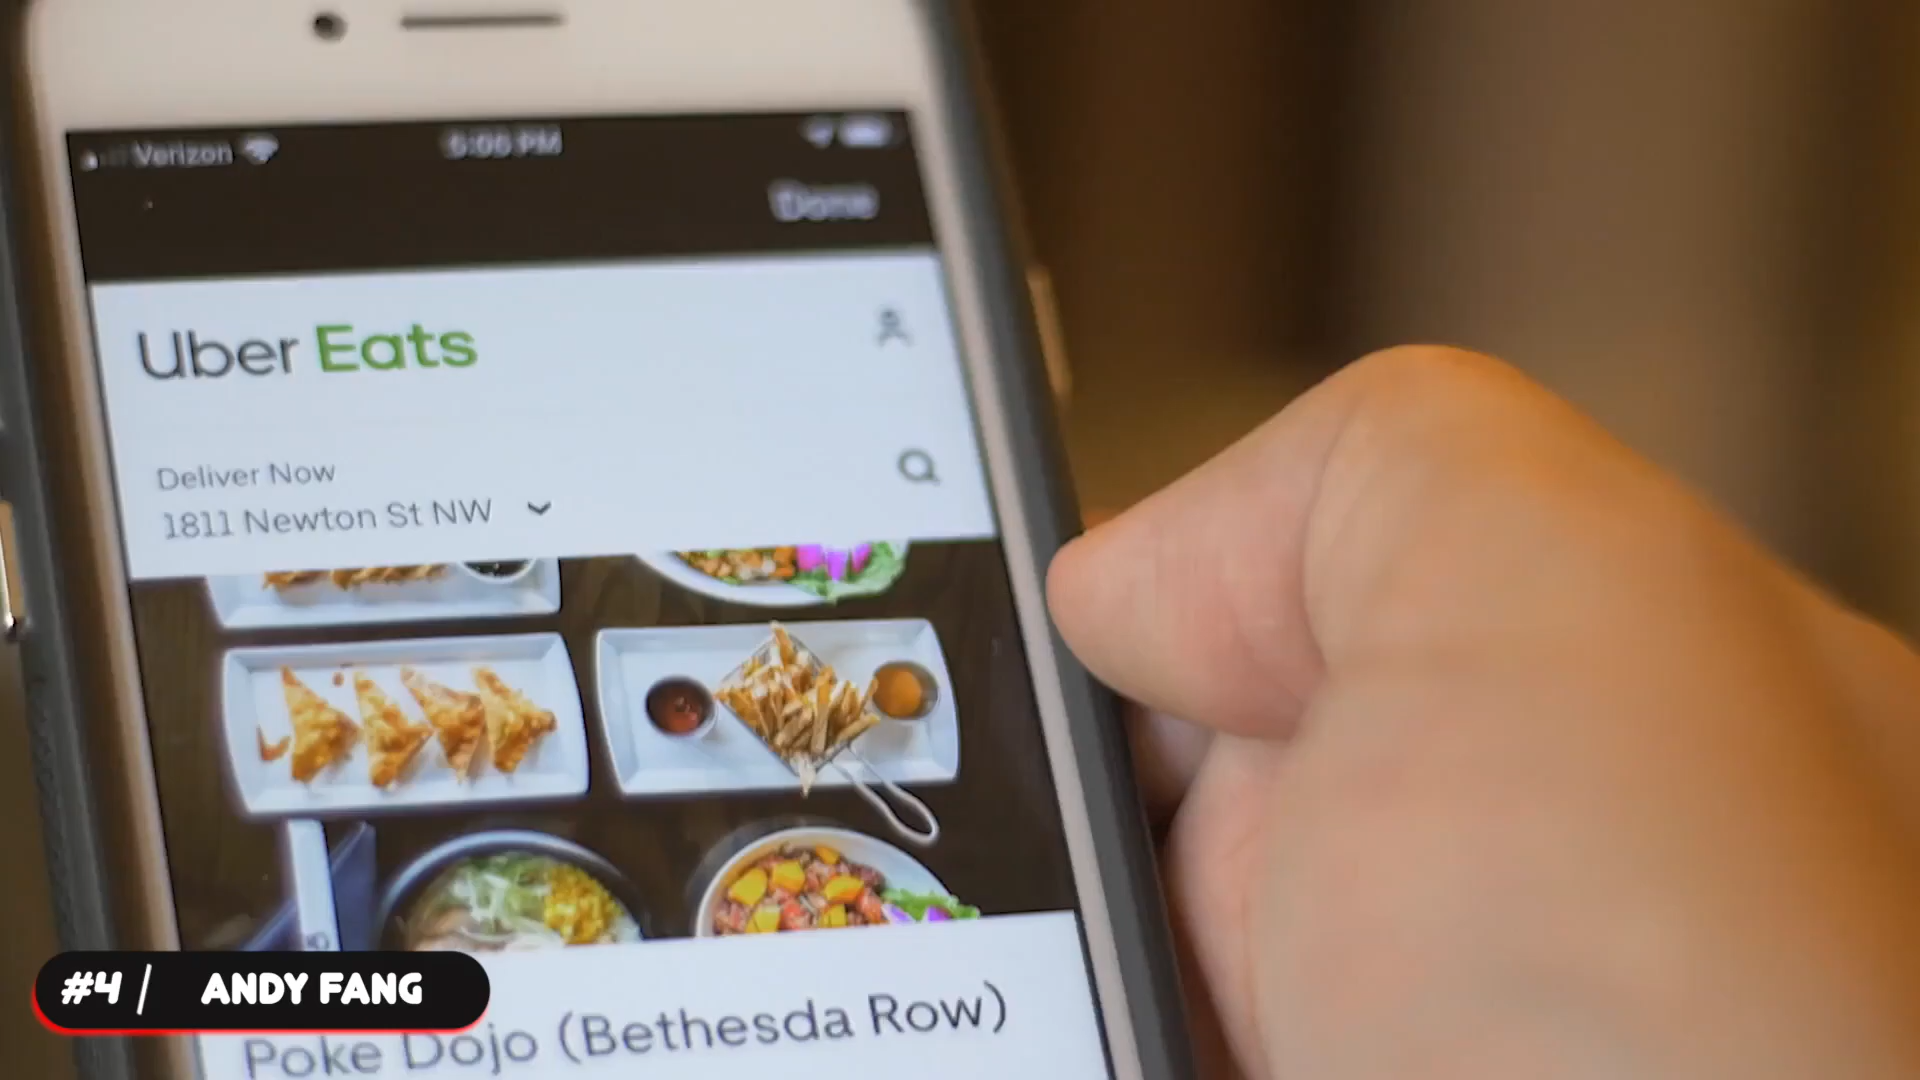 Verizon
Done
Uber Eats
Deliver Now
1811 Newton St NW
#4 / ANDY FANG
Poke Dojo (Bethesda Row)